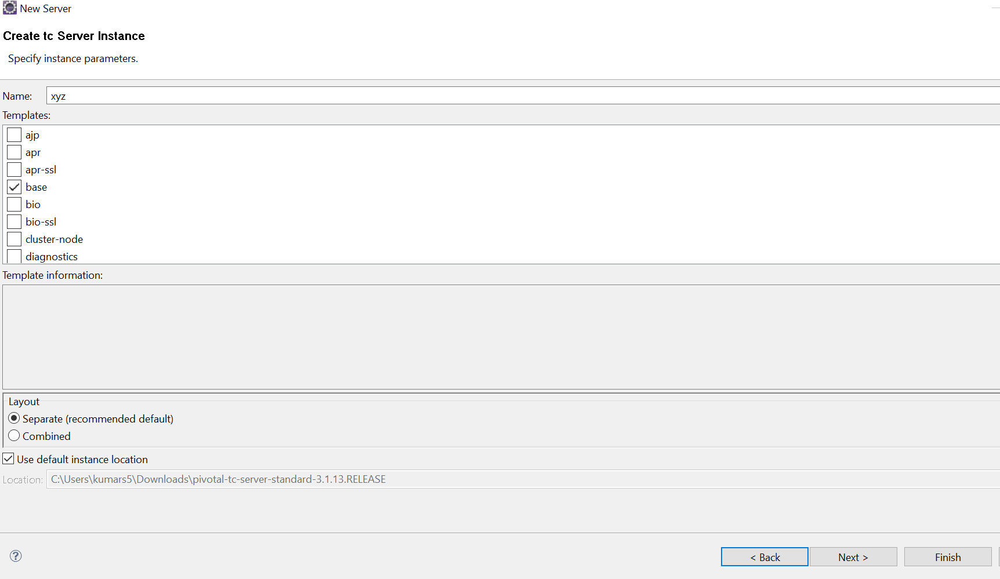 New Server
Create tc Server Instance
Specify instance parameters.
Name: xyz
Templates:
ajp
apr
apr-ssl
base
bio
bio-ssl
cluster-node
diagnostics
Template information:
Layout
Separate (recommended default)
Combined
Use default instance location
Location: C:\Users\kumars5\Downloads\pivotal-tc-server-standard-3.1.13.RELEASE
? < Back Next > Finish